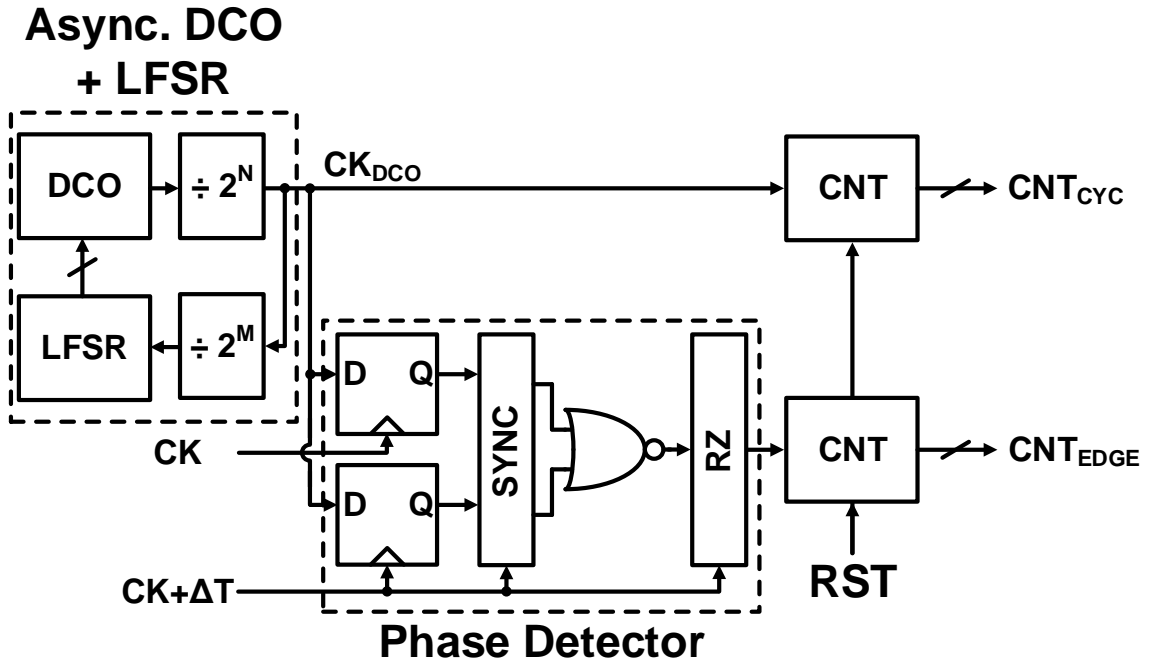 Async. DCO
+ LFSR
DCO
÷ 2^N
CK_DCO
CNT
CNT_CYC
LFSR
÷ 2^M
D Q
SYNC
RZ
CK
CNT
CNT_EDGE
D Q
CK+ΔT
RST
Phase Detector